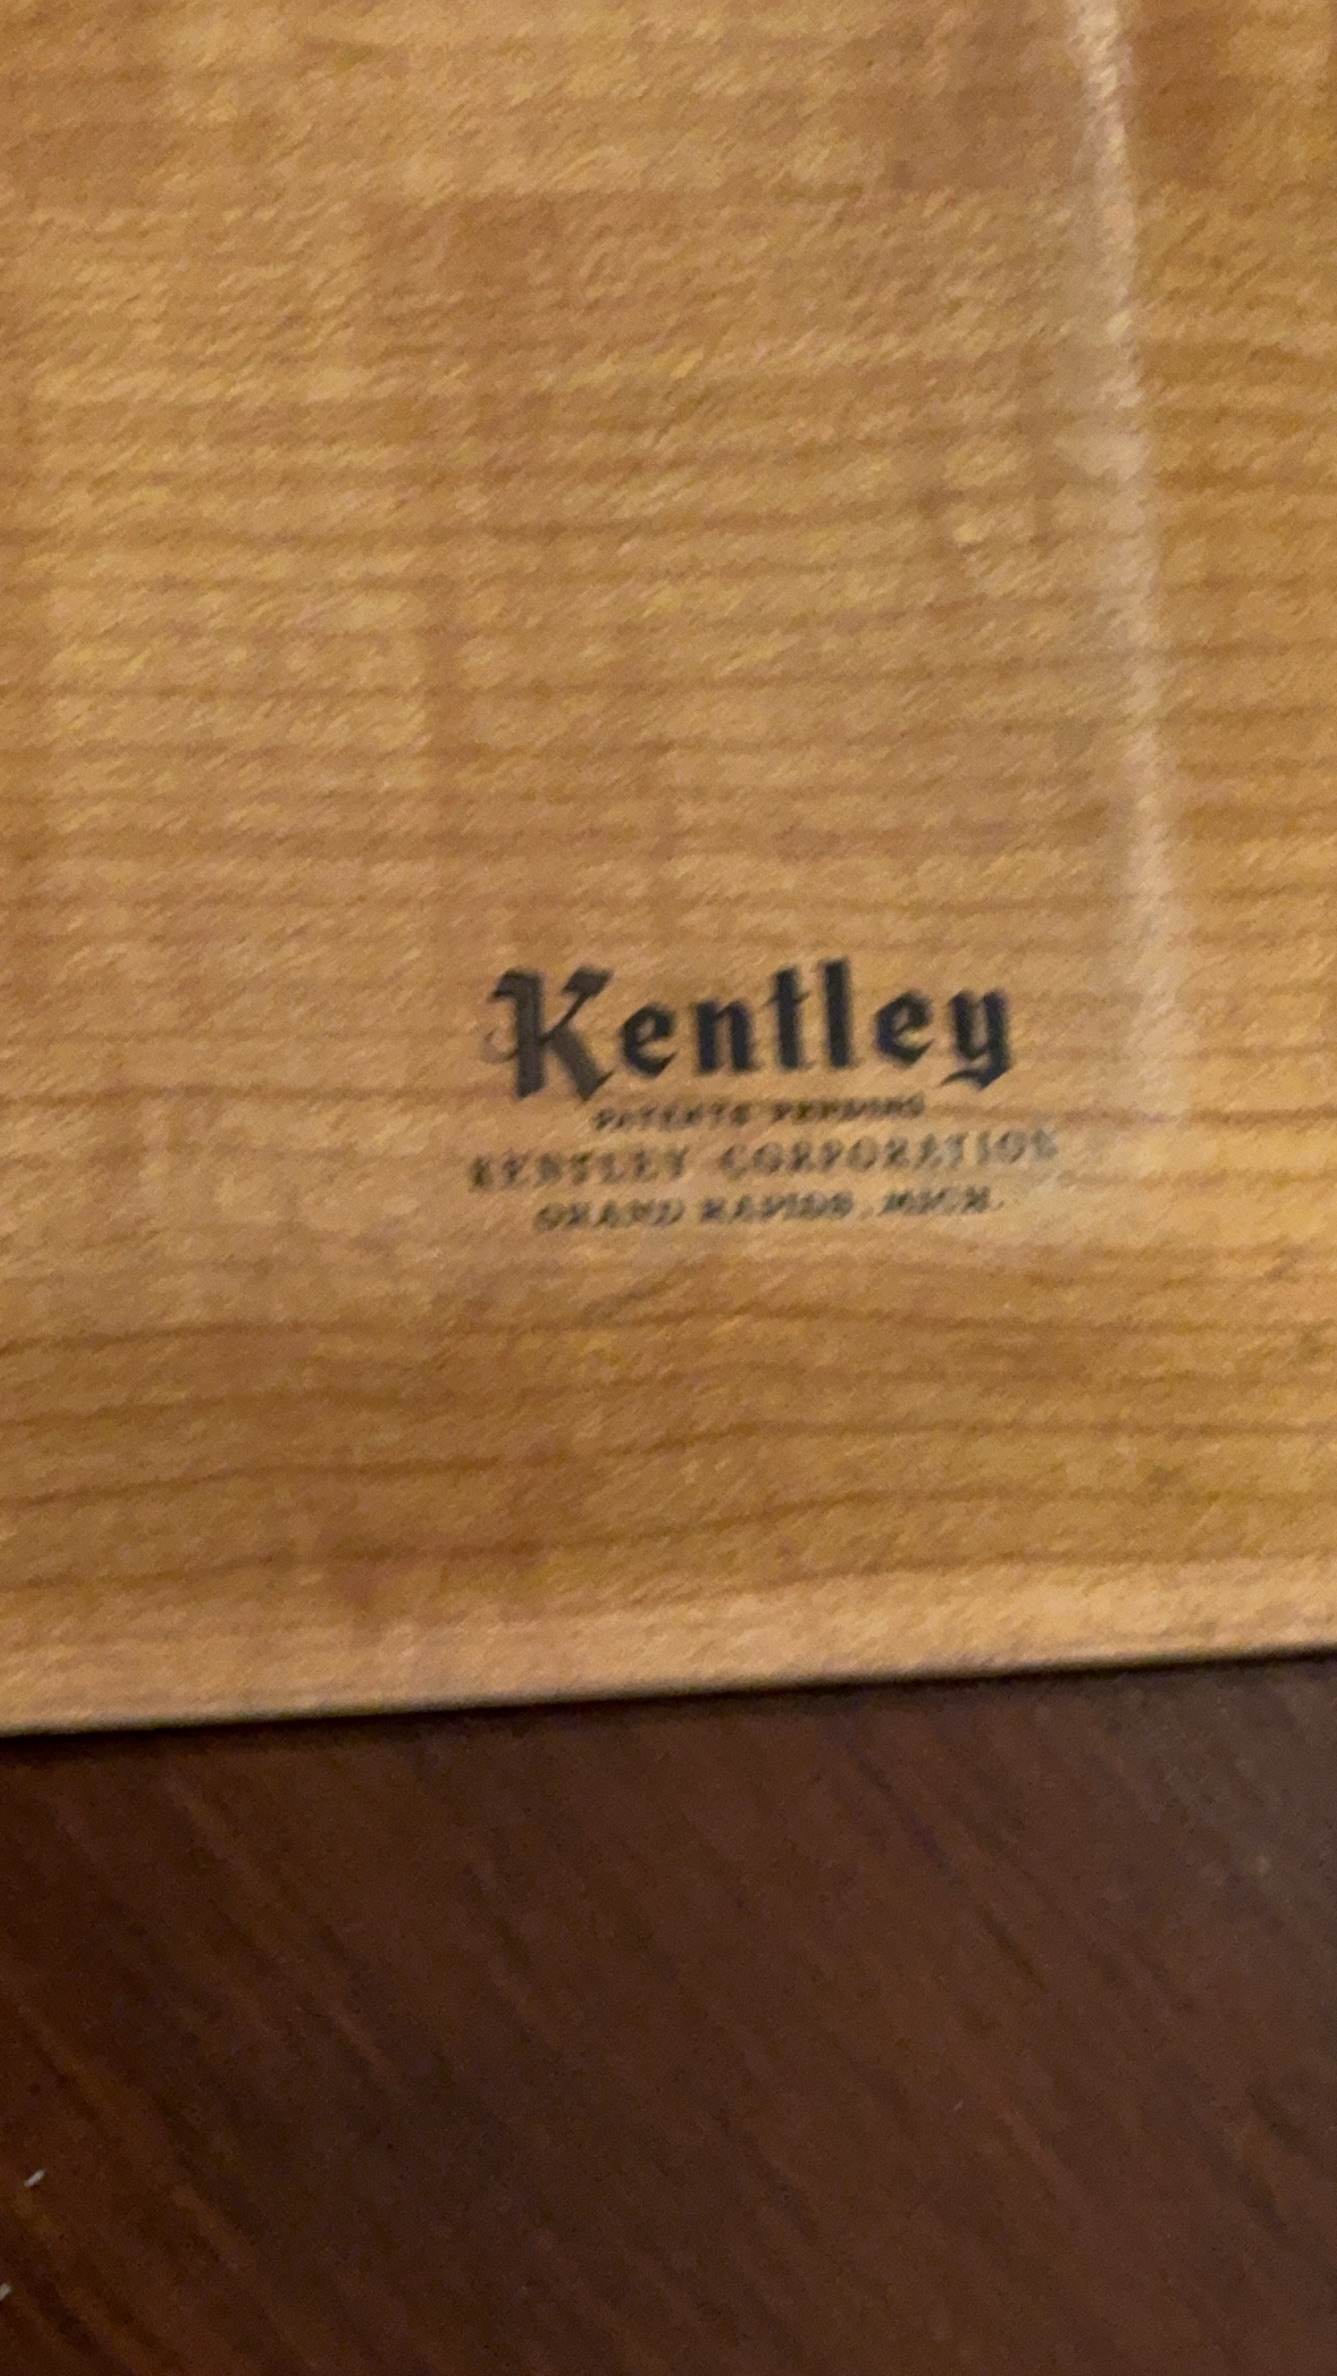 Kentley
PATENTS PENDING
KENTLEY CORPORATION
GRAND RAPIDS, MICH.